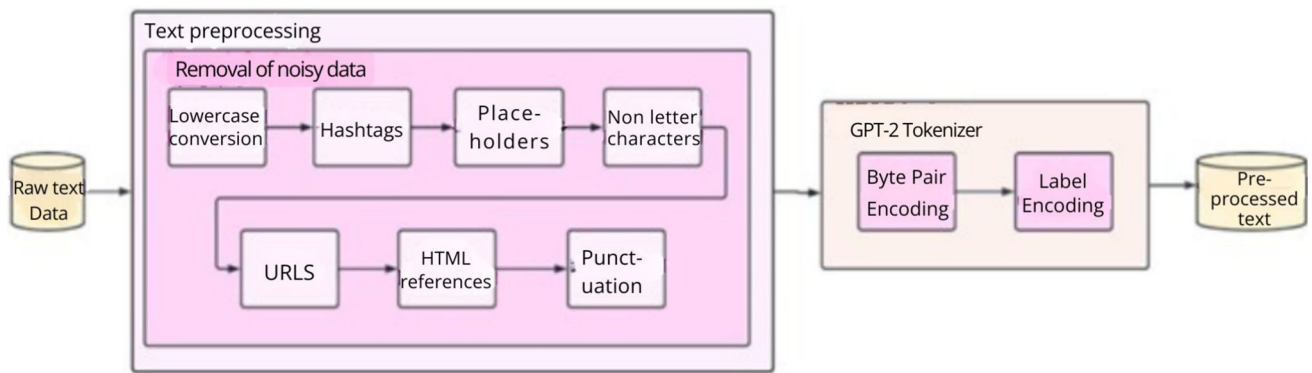 Text preprocessing
Removal of noisy data
Lowercase
conversion
Hashtags
Place-
holders
Non letter
characters
Raw text
Data
URLS
HTML
references
Punct-
uation
GPT-2 Tokenizer
Byte Pair
Encoding
Label
Encoding
Pre-
processed
text